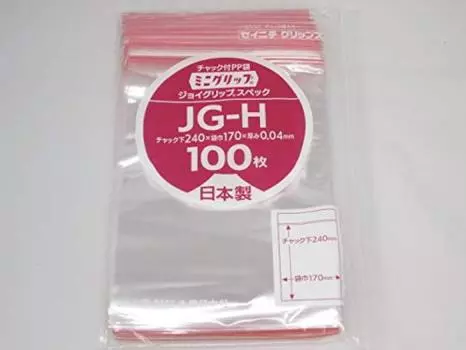 セイニチ グリップス
チャック付PP袋
ミニグリップ
ジョイグリップ スペック
JG-H
チャック下240×袋巾170×厚み0.04mm
100枚
日本製
チャック下240mm
袋巾170mm